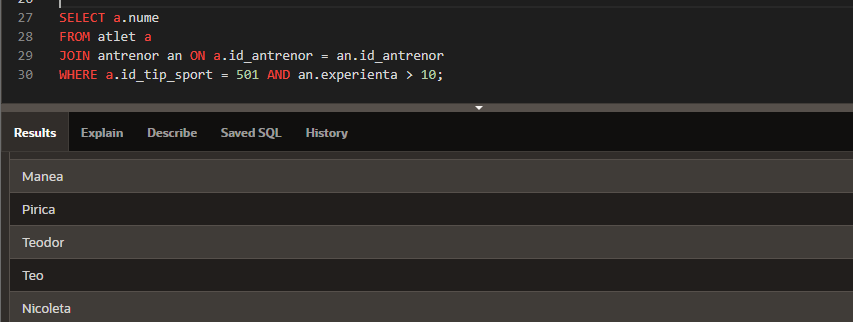 27 SELECT a.nume
28 FROM atlet a
29 JOIN antrenor an ON a.id_antrenor = an.id_antrenor
30 WHERE a.id_tip_sport = 501 AND an.experienta > 10;
Results Explain Describe Saved SQL History
Manea
Pirica
Teodor
Teo
Nicoleta